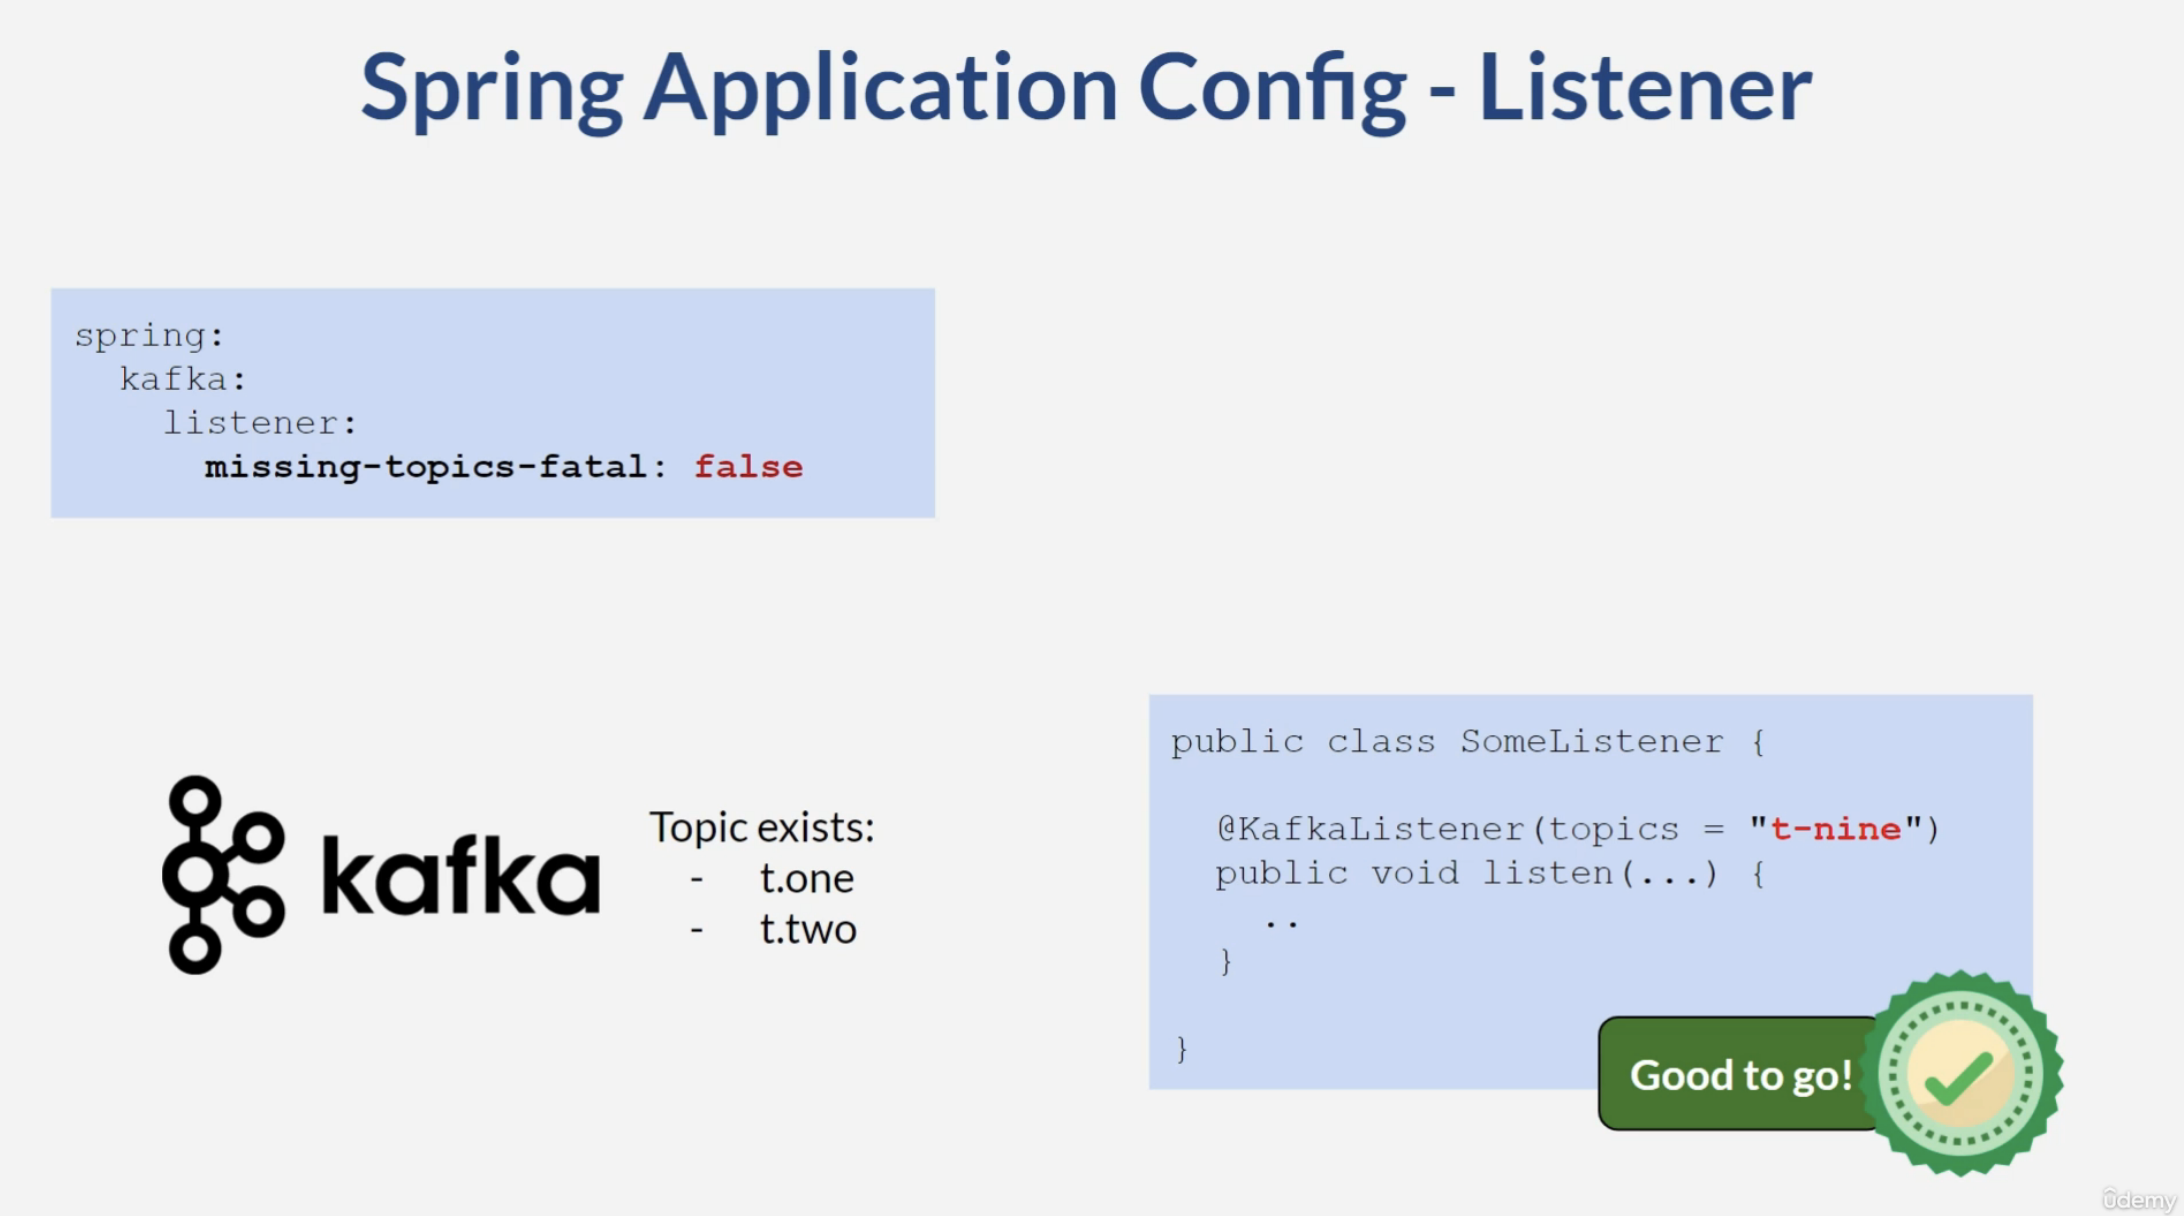 Spring Application Config - Listener
spring:
  kafka:
    listener:
      missing-topics-fatal: false
kafka
Topic exists:
- t.one
- t.two
public class SomeListener {
  @KafkaListener(topics = "t-nine")
  public void listen(...) {
    ..
  }
}
Good to go!
ûdemy